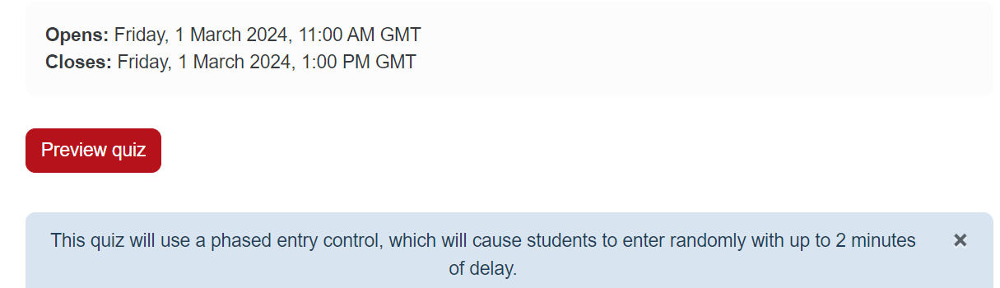 Opens: Friday, 1 March 2024, 11:00 AM GMT
Closes: Friday, 1 March 2024, 1:00 PM GMT
Preview quiz
This quiz will use a phased entry control, which will cause students to enter randomly with up to 2 minutes
of delay.